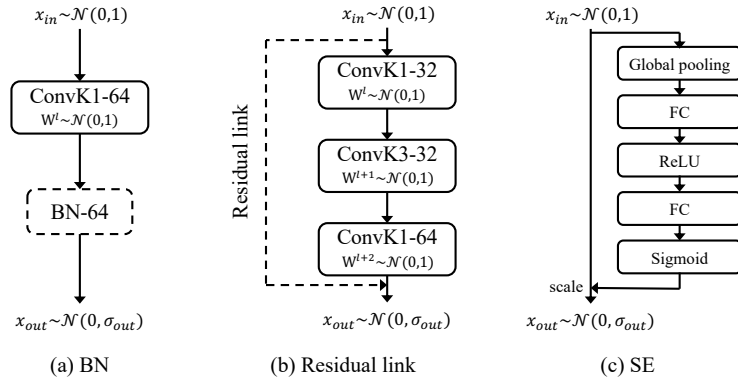 x_in~𝒩(0,1)
ConvK1-64
W^l~𝒩(0,1)
BN-64
x_out~𝒩(0, σ_out)
(a) BN
x_in~𝒩(0,1)
Residual link
ConvK1-32
W^l~𝒩(0,1)
ConvK3-32
W^{l+1}~𝒩(0,1)
ConvK1-64
W^{l+2}~𝒩(0,1)
x_out~𝒩(0, σ_out)
(b) Residual link
x_in~𝒩(0,1)
Global pooling
FC
ReLU
FC
Sigmoid
scale
x_out~𝒩(0, σ_out)
(c) SE